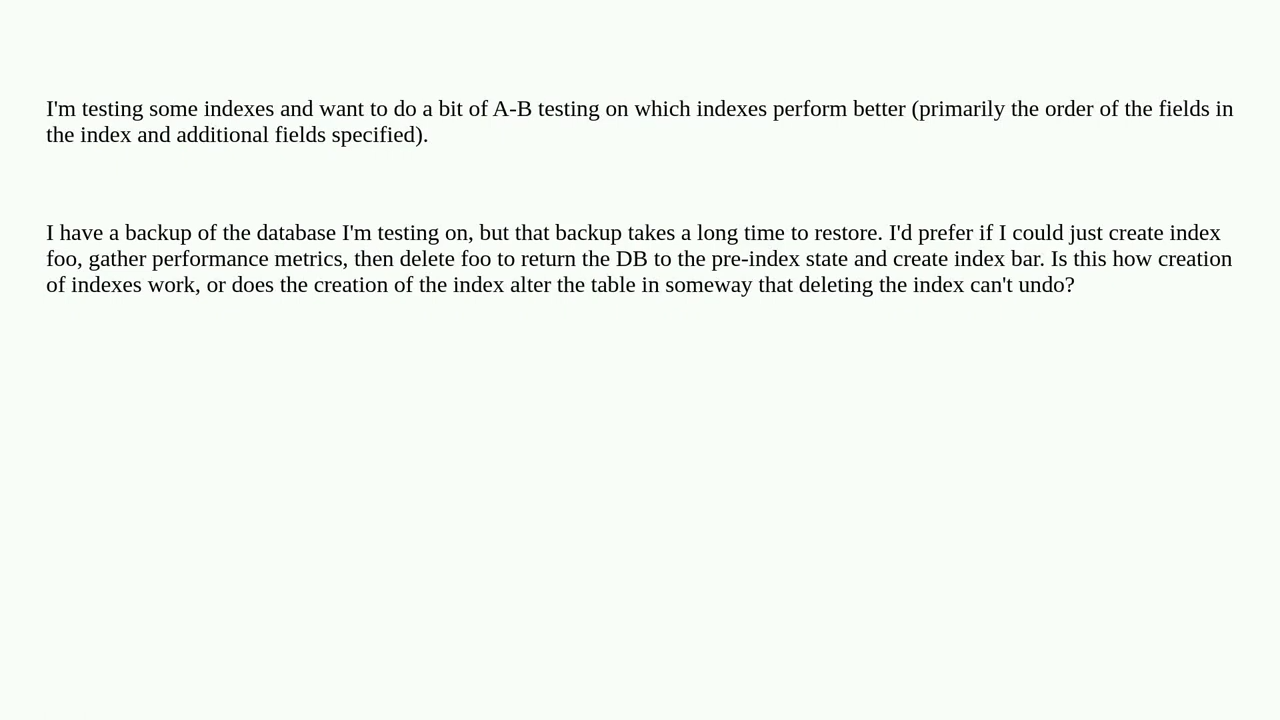 I'm testing some indexes and want to do a bit of A-B testing on which indexes perform better (primarily the order of the fields in
the index and additional fields specified).
I have a backup of the database I'm testing on, but that backup takes a long time to restore. I'd prefer if I could just create index
foo, gather performance metrics, then delete foo to return the DB to the pre-index state and create index bar. Is this how creation
of indexes work, or does the creation of the index alter the table in someway that deleting the index can't undo?